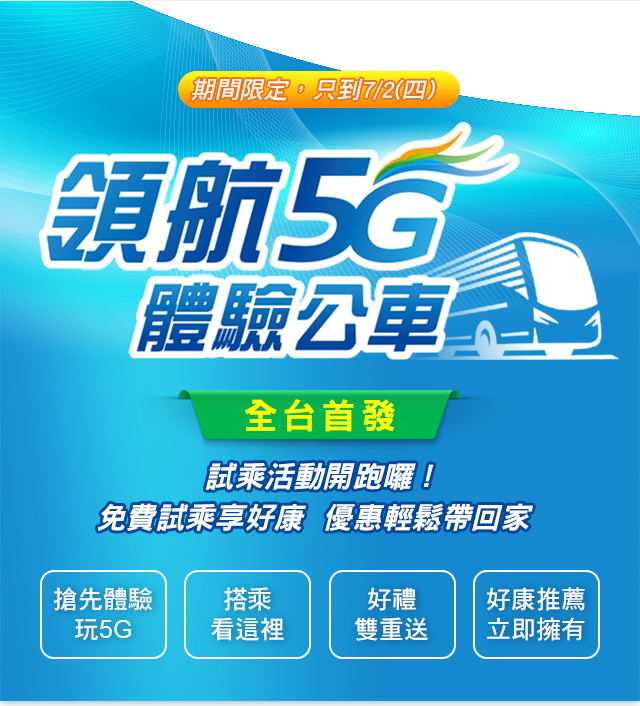 期間限定，只到7/2(四)
領航5G
體驗公車
全台首發
試乘活動開跑囉！
免費試乘享好康 優惠輕鬆帶回家
搶先體驗
玩5G
搭乘
看這裡
好禮
雙重送
好康推薦
立即擁有